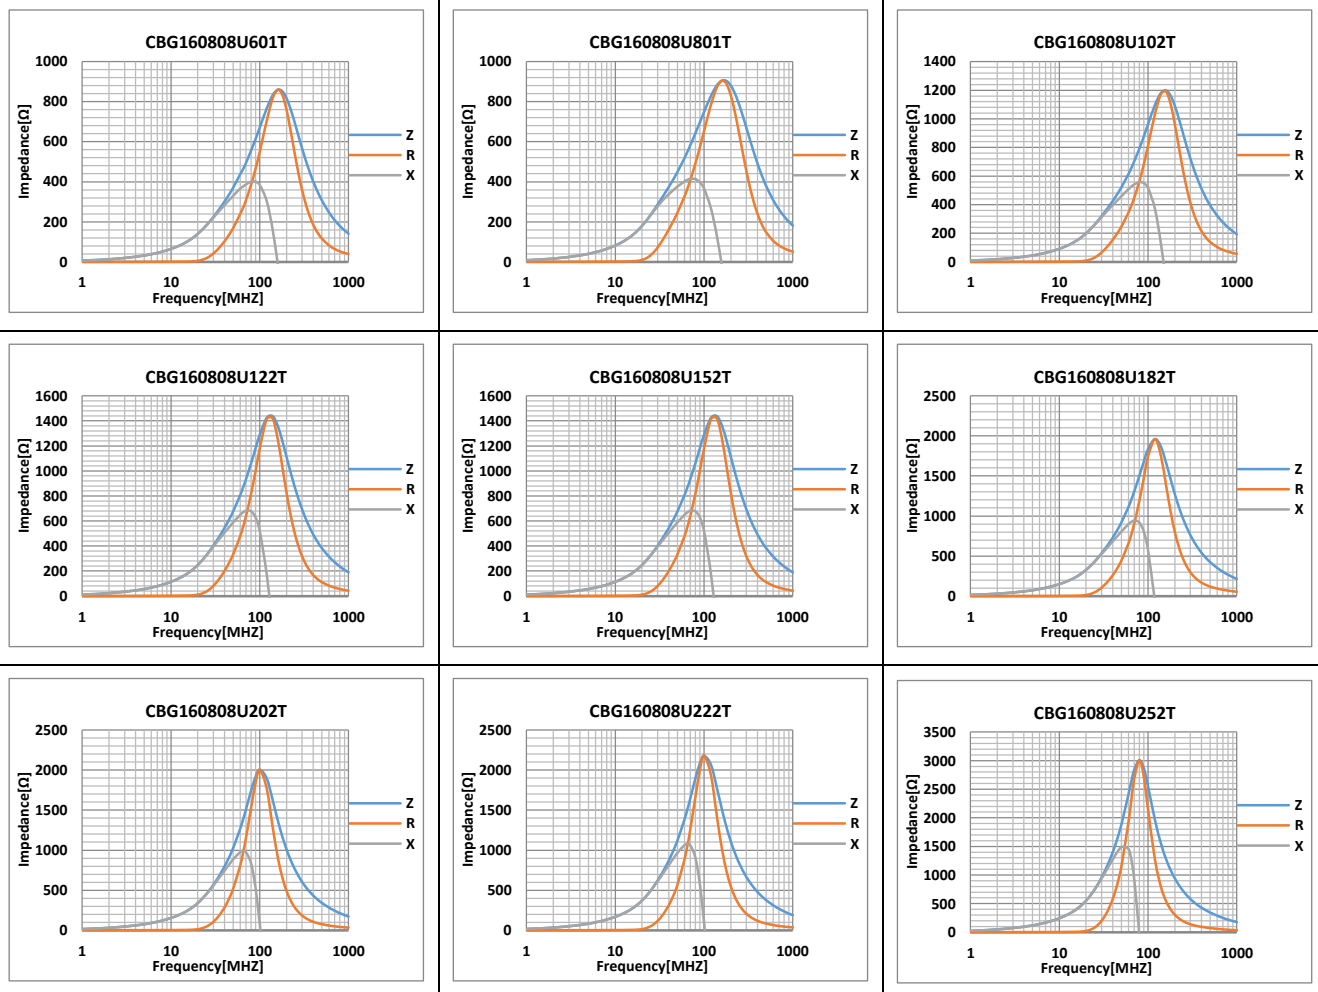 CBG160808U601T
Impedance[Ω]
1000
800
600
400
200
0
1 10 100 1000
Frequency[MHZ]
Z
R
X
CBG160808U801T
Impedance[Ω]
1000
800
600
400
200
0
1 10 100 1000
Frequency[MHZ]
Z
R
X
CBG160808U102T
Impedance[Ω]
1400
1200
1000
800
600
400
200
0
1 10 100 1000
Frequency[MHZ]
Z
R
X
CBG160808U122T
Impedance[Ω]
1600
1400
1200
1000
800
600
400
200
0
1 10 100 1000
Frequency[MHZ]
Z
R
X
CBG160808U152T
Impedance[Ω]
1600
1400
1200
1000
800
600
400
200
0
1 10 100 1000
Frequency[MHZ]
Z
R
X
CBG160808U182T
Impedance[Ω]
2500
2000
1500
1000
500
0
1 10 100 1000
Frequency[MHZ]
Z
R
X
CBG160808U202T
Impedance[Ω]
2500
2000
1500
1000
500
0
1 10 100 1000
Frequency[MHZ]
Z
R
X
CBG160808U222T
Impedance[Ω]
2500
2000
1500
1000
500
0
1 10 100 1000
Frequency[MHZ]
Z
R
X
CBG160808U252T
Impedance[Ω]
3500
3000
2500
2000
1500
1000
500
0
1 10 100 1000
Frequency[MHZ]
Z
R
X